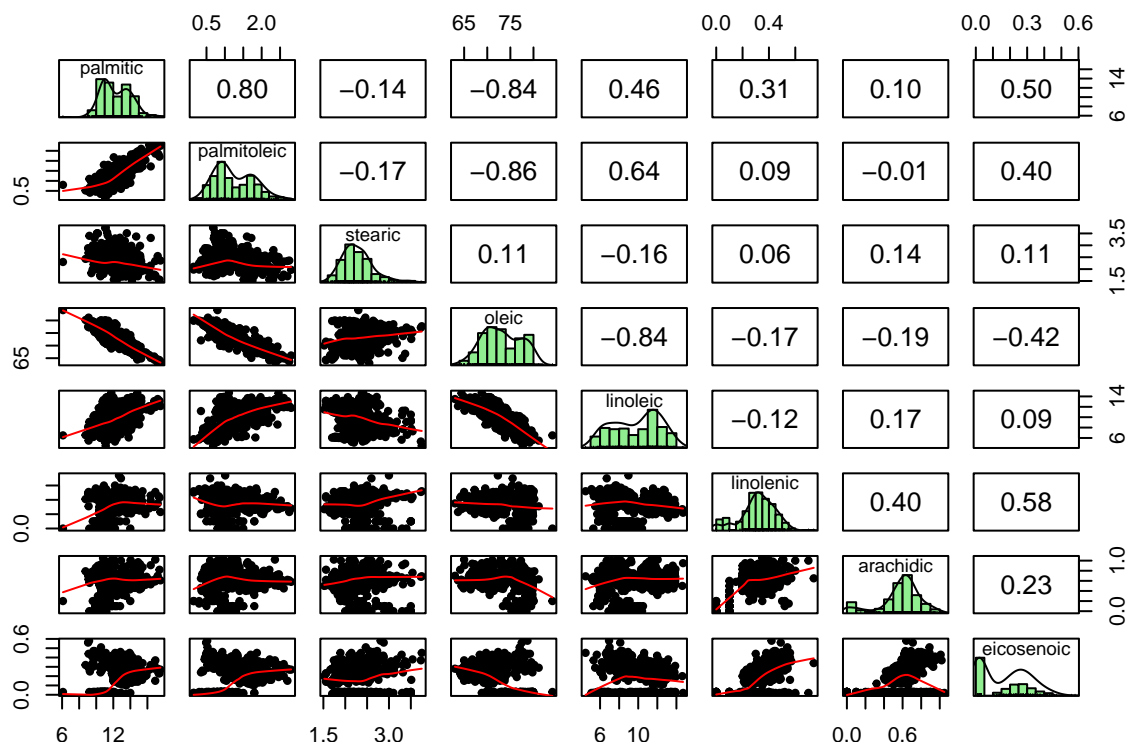 0.5 2.0 65 75 0.0 0.4 0.0 0.3 0.6
palmitic 0.80 −0.14 −0.84 0.46 0.31 0.10 0.50 6 14
0.5 palmitoleic −0.17 −0.86 0.64 0.09 −0.01 0.40
stearic 0.11 −0.16 0.06 0.14 0.11 1.5 3.5
65 oleic −0.84 −0.17 −0.19 −0.42
linoleic −0.12 0.17 0.09 6 14
0.0 linolenic 0.40 0.58
arachidic 0.23 0.0 1.0
0.0 0.6 eicosenoic
6 12 1.5 3.0 6 10 0.0 0.6